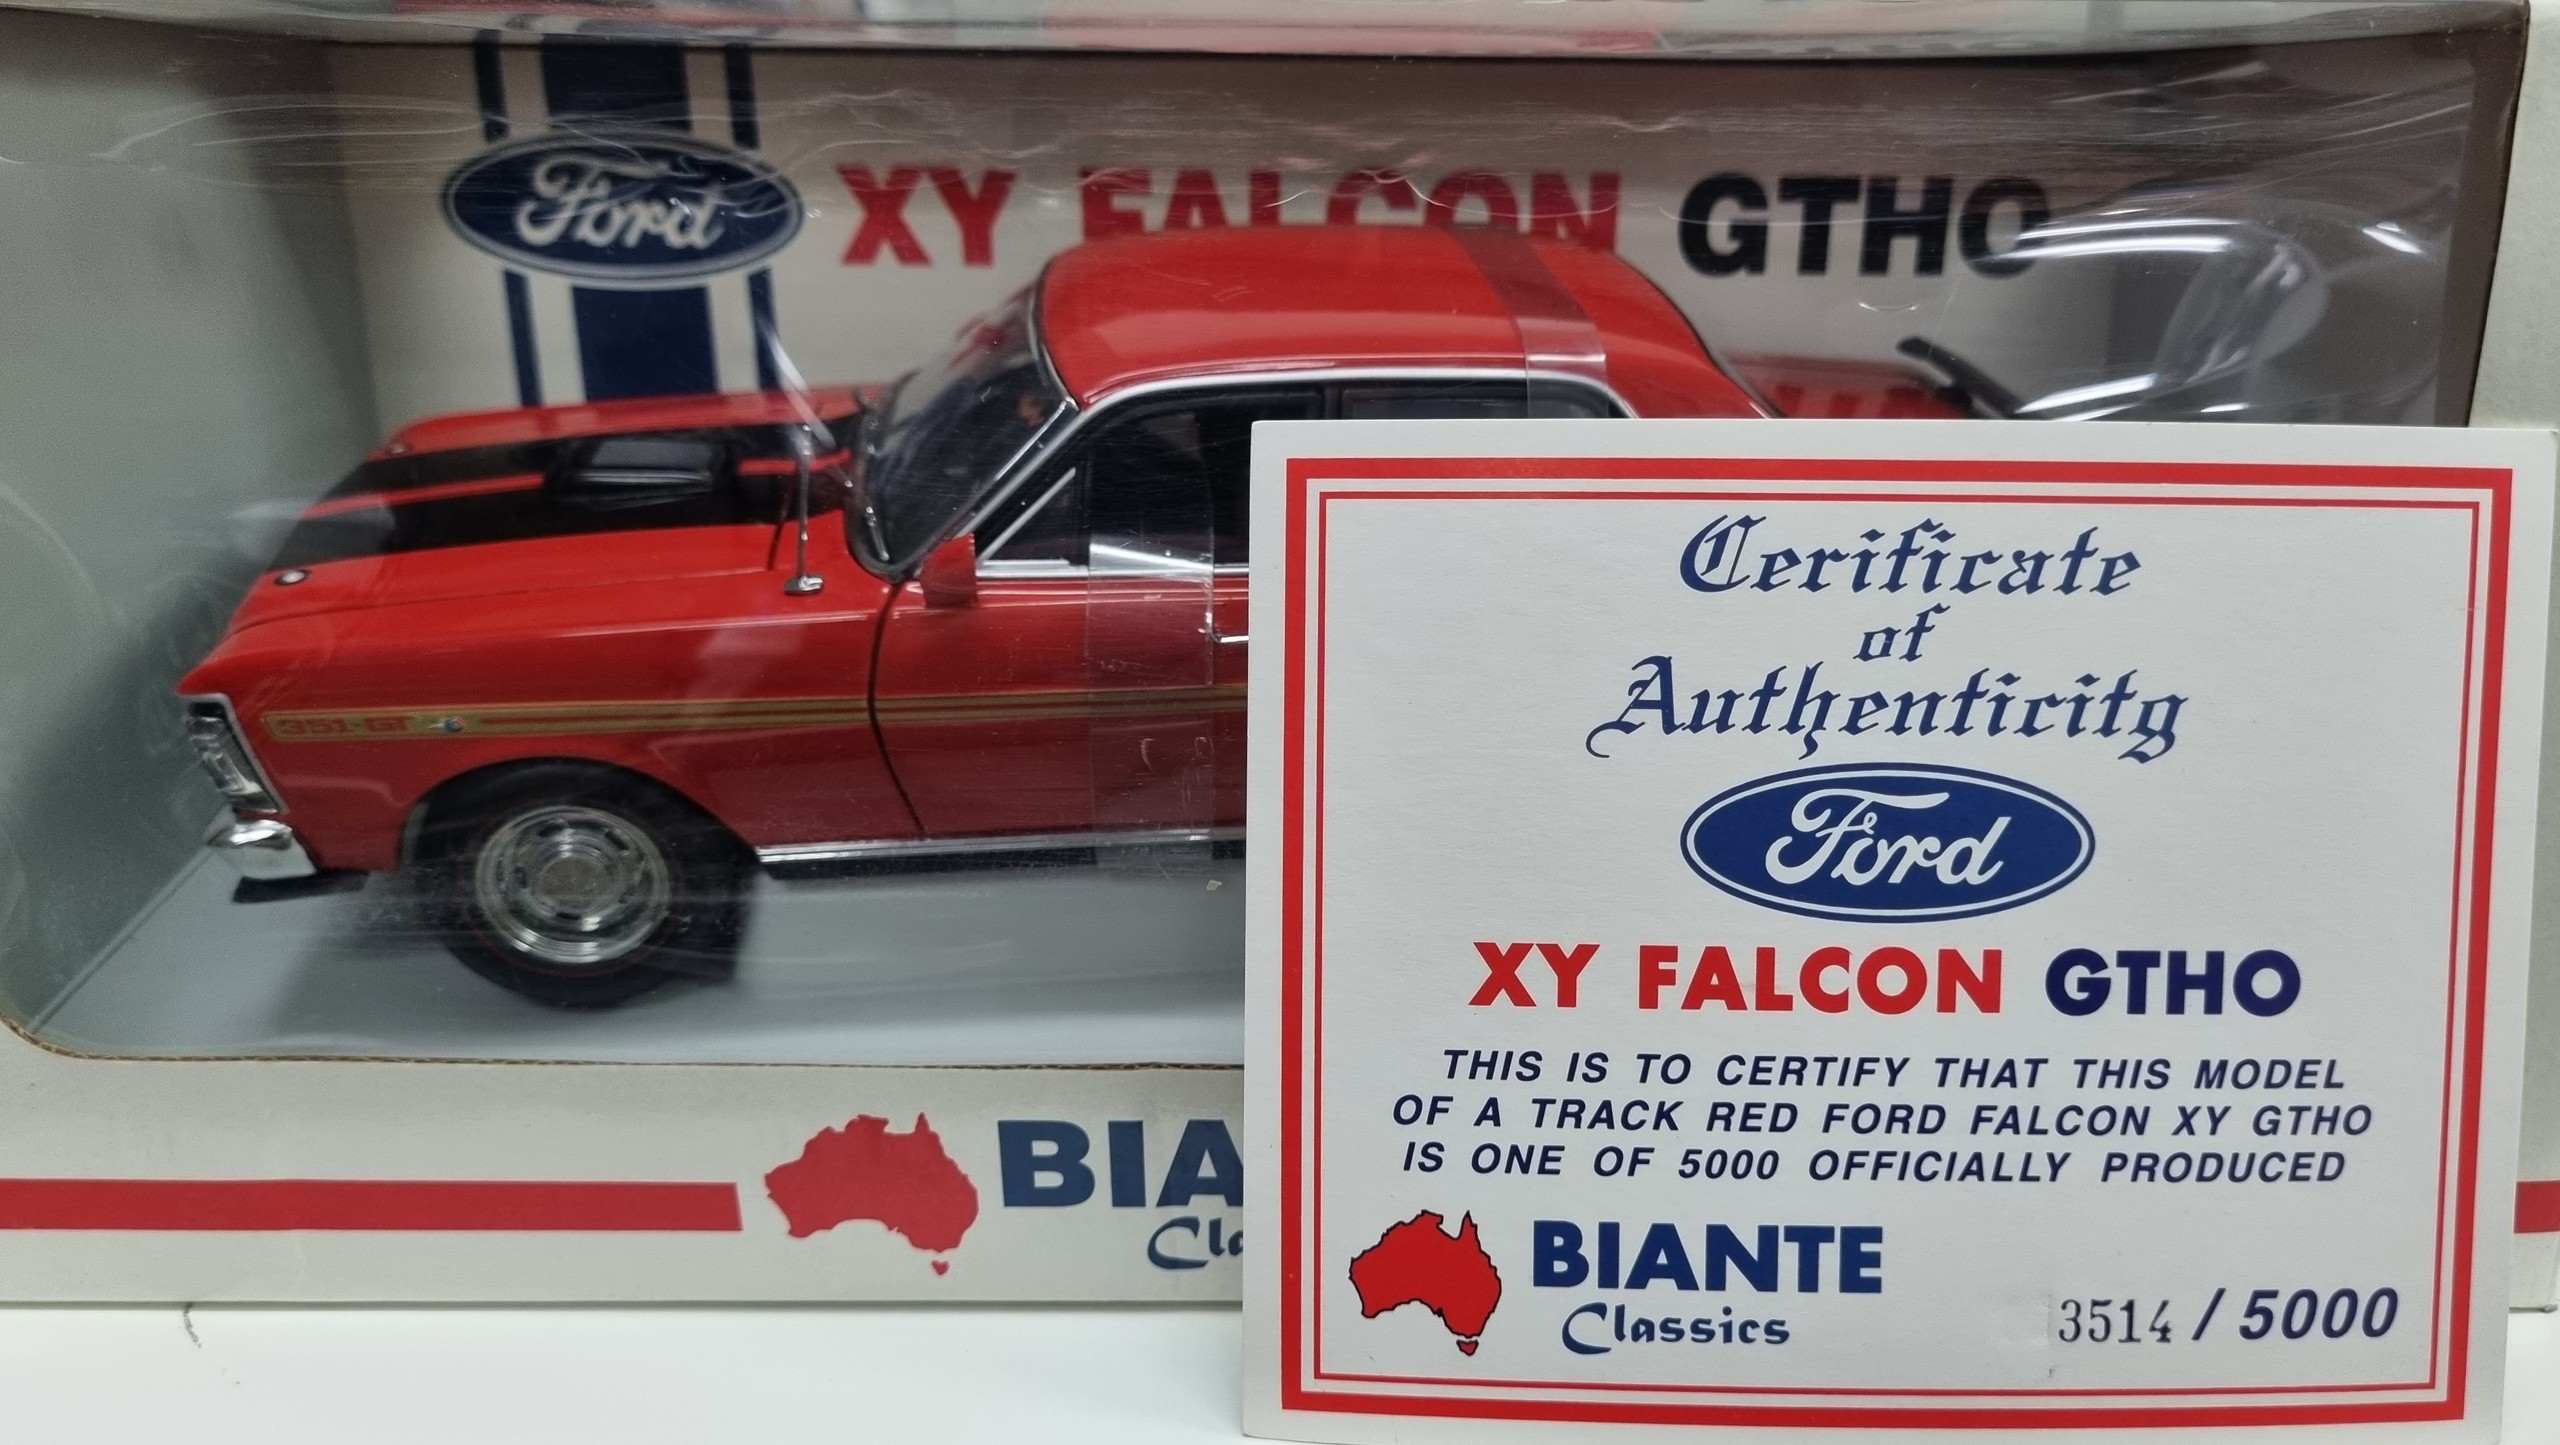 Ford XY FALCON GTHO
351-GT
BIA
Cla
Cerificate
of
Authenticity
Ford
XY FALCON GTHO
THIS IS TO CERTIFY THAT THIS MODEL
OF A TRACK RED FORD FALCON XY GTHO
IS ONE OF 5000 OFFICIALLY PRODUCED
BIANTE
Classics
3514 / 5000